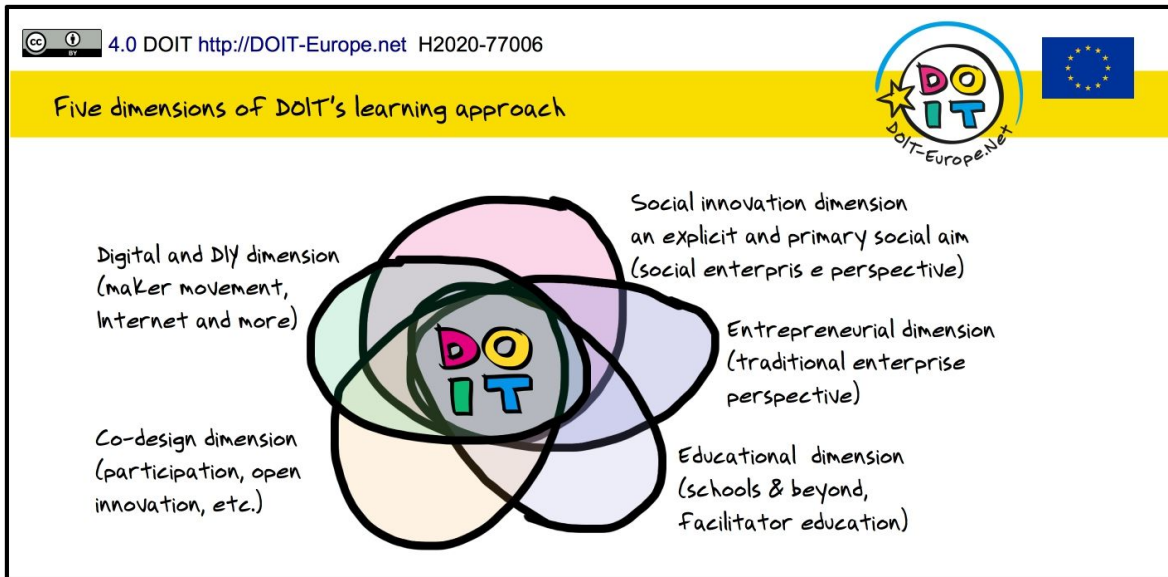 cc BY 4.0 DOIT http://DOIT-Europe.net H2020-77006
DO
IT
DOIT-Europe.Net
Five dimensions of DOIT's learning approach
Social innovation dimension
an explicit and primary social aim
(social enterpris e perspective)
Digital and DIY dimension
(maker movement,
Internet and more)
Entrepreneurial dimension
(traditional enterprise
perspective)
DO
IT
Co-design dimension
(participation, open
innovation, etc.)
Educational dimension
(schools & beyond,
Facilitator education)